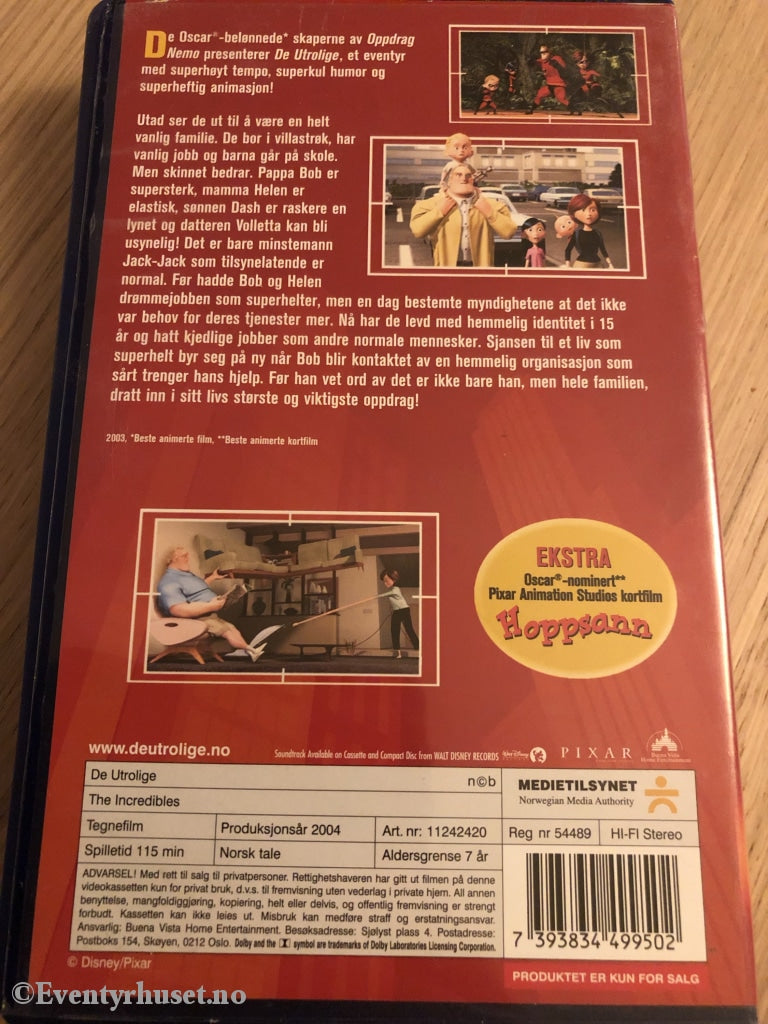 De Oscar®-belønnede* skaperne av Oppdrag
Nemo presenterer De Utrolige, et eventyr
med superhøyt tempo, superkul humor og
superheftig animasjon!
Utad ser de ut til å være en helt
vanlig familie. De bor i villastrøk, har
vanlig jobb og barna går på skole.
Men skinnet bedrar. Pappa Bob er
supersterk, mamma Helen er
elastisk, sønnen Dash er raskere en
lynet og datteren Volletta kan bli
usynelig! Det er bare minstemann
Jack-Jack som tilsynelatende er
normal. Før hadde Bob og Helen
drømmejobben som superhelter, men en dag bestemte myndighetene at det ikke
var behov for deres tjenester mer. Nå har de levd med hemmelig identitet i 15
år og hatt kjedlige jobber som andre normale mennesker. Sjansen til et liv som
superhelt byr seg på ny når Bob blir kontaktet av en hemmelig organisasjon som
sårt trenger hans hjelp. Før han vet ord av det er ikke bare han, men hele familien,
dratt inn i sitt livs største og viktigste oppdrag!
2003, *Beste animerte film, **Beste animerte kortfilm
EKSTRA
Oscar®-nominert**
Pixar Animation Studios kortfilm
Hoppsann
www.deutrolige.no
Soundtrack Available on Cassette and Compact Disc from WALT DISNEY RECORDS
PIXAR
Buena Vista
Home Entertainment
De Utrolige
n©b
The Incredibles
MEDIETILSYNET
Norwegian Media Authority
Tegnefilm
Produksjonsår 2004
Art. nr: 11242420
Reg nr 54489
HI-FI Stereo
Spilletid 115 min
Norsk tale
Aldersgrense 7 år
ADVARSEL! Med rett til salg til privatpersoner. Rettighetshaveren har gitt ut filmen på denne
videokassetten kun for privat bruk, d.v.s. til fremvisning uten vederlag i private hjem. All annen
benyttelse, mangfoldiggjøring, kopiering, helt eller delvis, og offentlig fremvisning er strengt
forbudt. Kassetten kan ikke leies ut. Misbruk kan medføre straff og erstatningsansvar.
Ansvarlig: Buena Vista Home Entertainment. Besøksadresse: Sjølyst plass 4. Postadresse:
Postboks 154, Skøyen, 0212 Oslo. Dolby and the symbol are trademarks of Dolby Laboratories Licensing Corporation.
7 393834 499502
© Disney/Pixar
PRODUKTET ER KUN FOR SALG
©Eventyrhuset.no